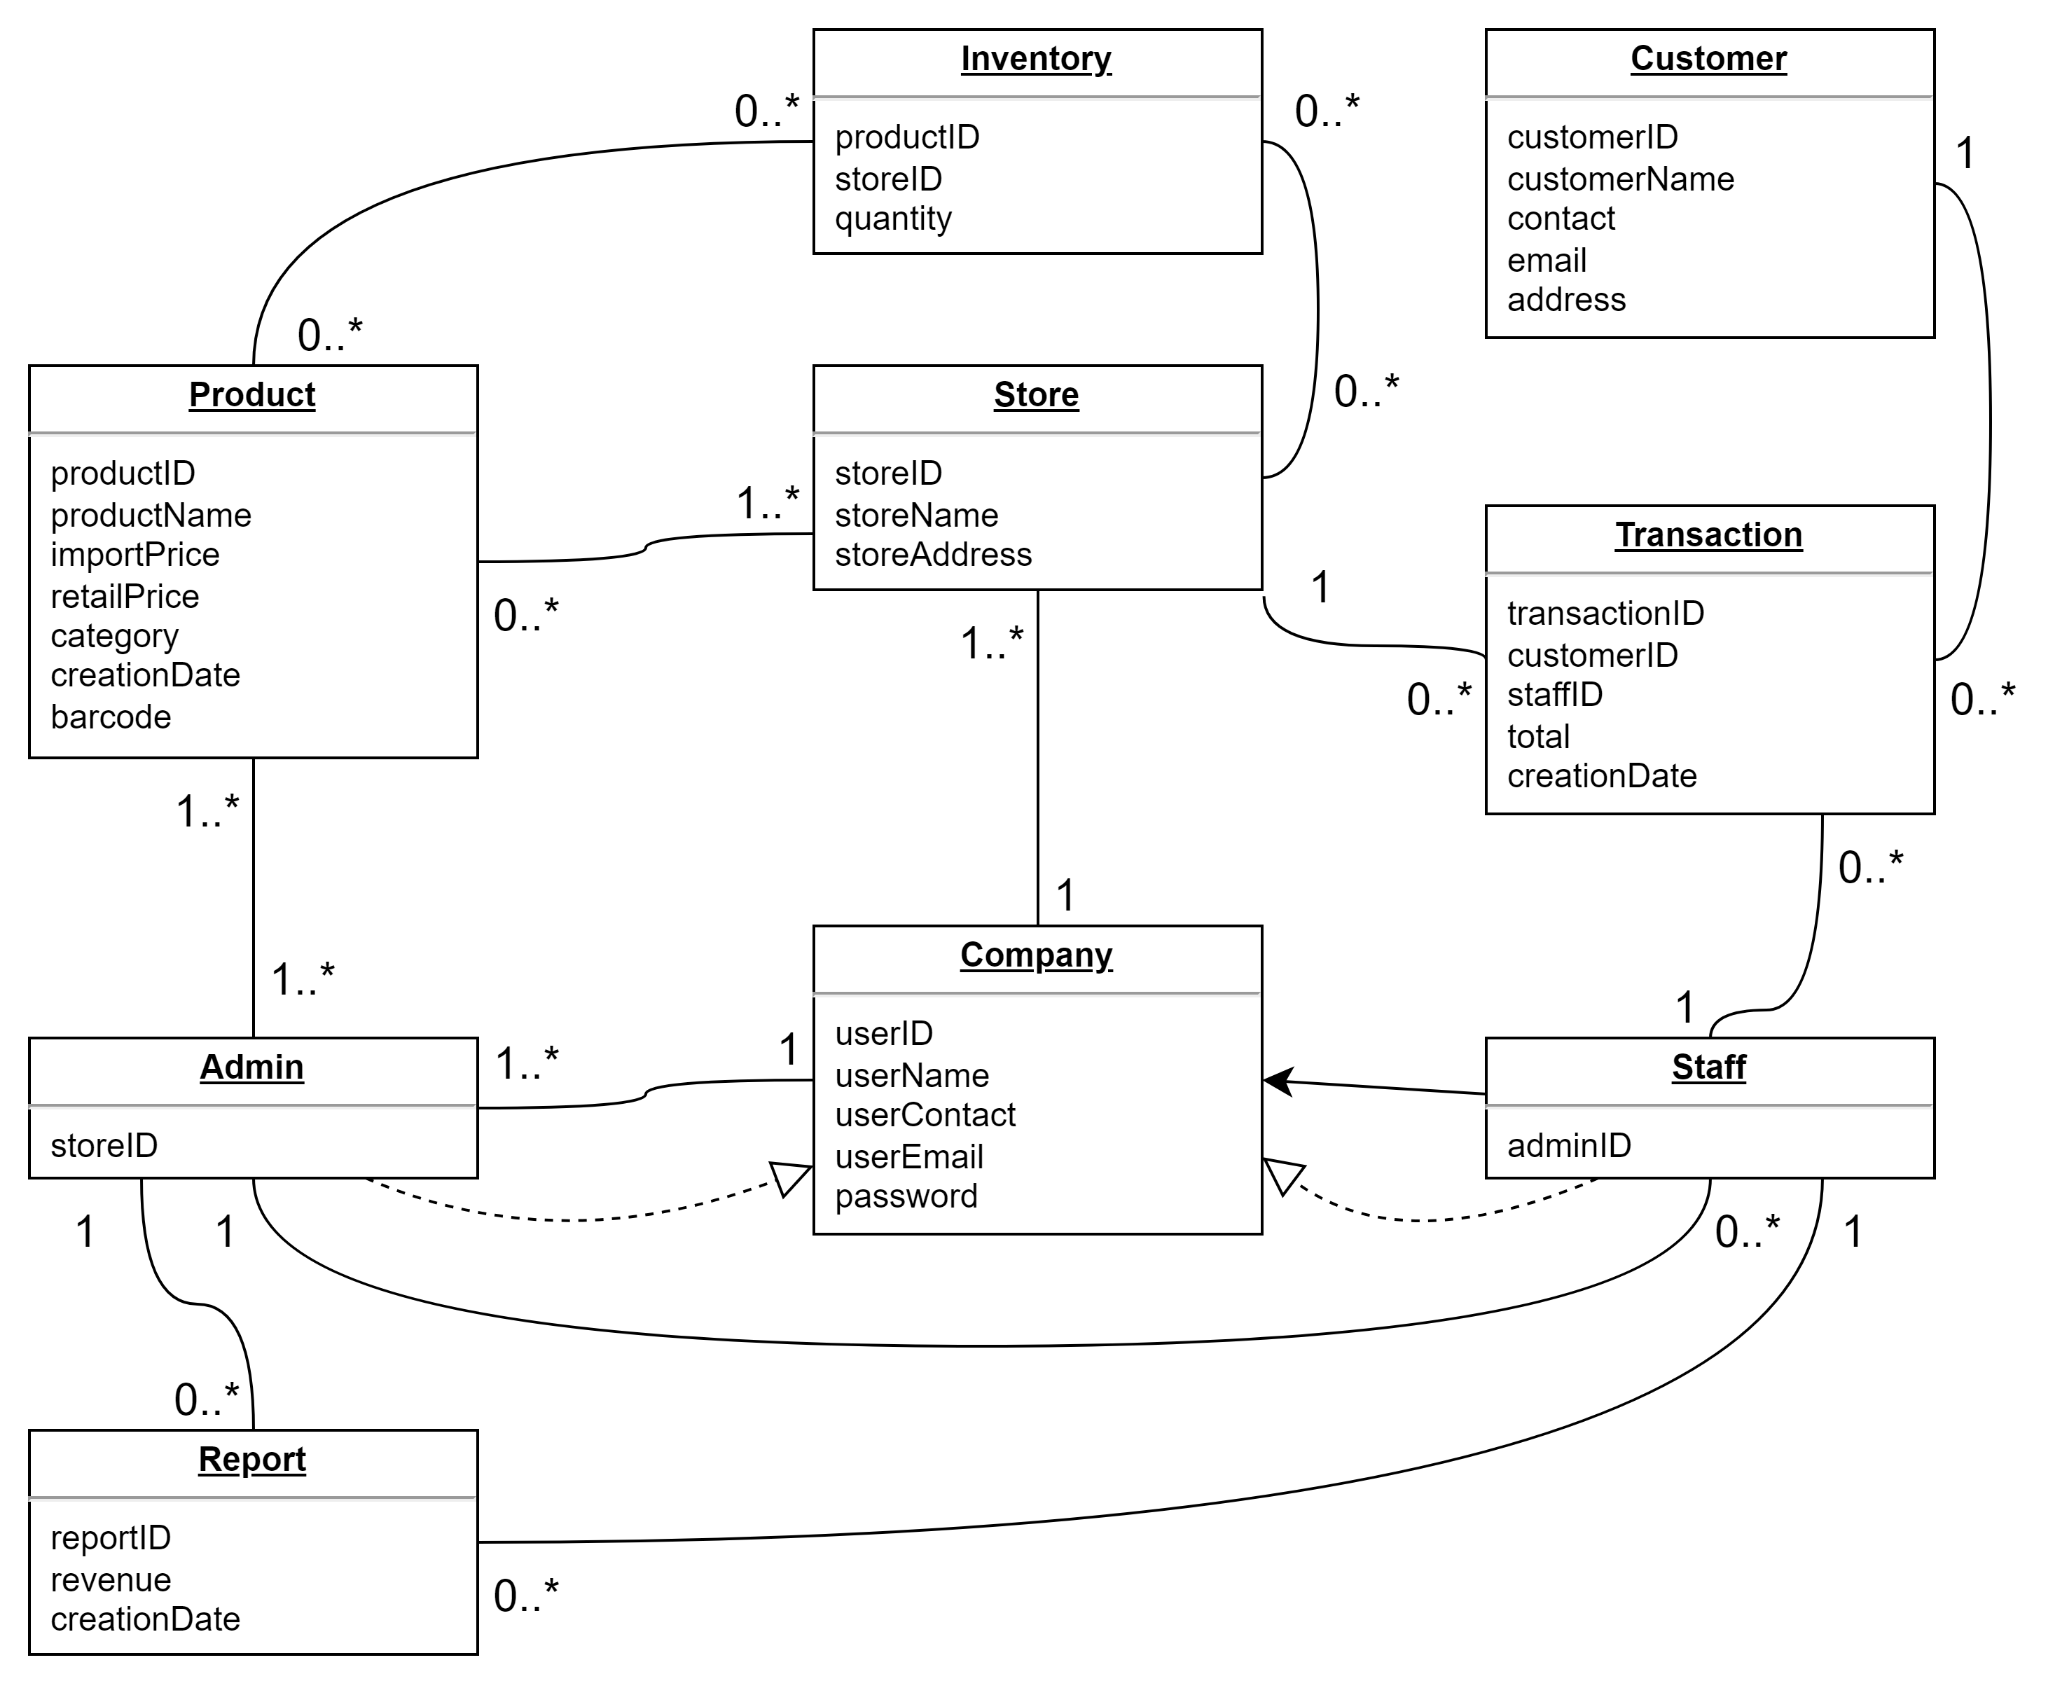 Inventory
productID
storeID
quantity
0..*
0..*
Customer
customerID
customerName
contact
email
address
1
0..*
Product
productID
productName
importPrice
retailPrice
category
creationDate
barcode
Store
storeID
storeName
storeAddress
0..*
1..*
0..*
1
1..*
Transaction
transactionID
customerID
staffID
total
creationDate
0..*
0..*
1..*
0..*
1
1..*
1
Company
userID
userName
userContact
userEmail
password
Admin
storeID
1..*
1
Staff
adminID
1
1
0..*
1
0..*
Report
reportID
revenue
creationDate
0..*